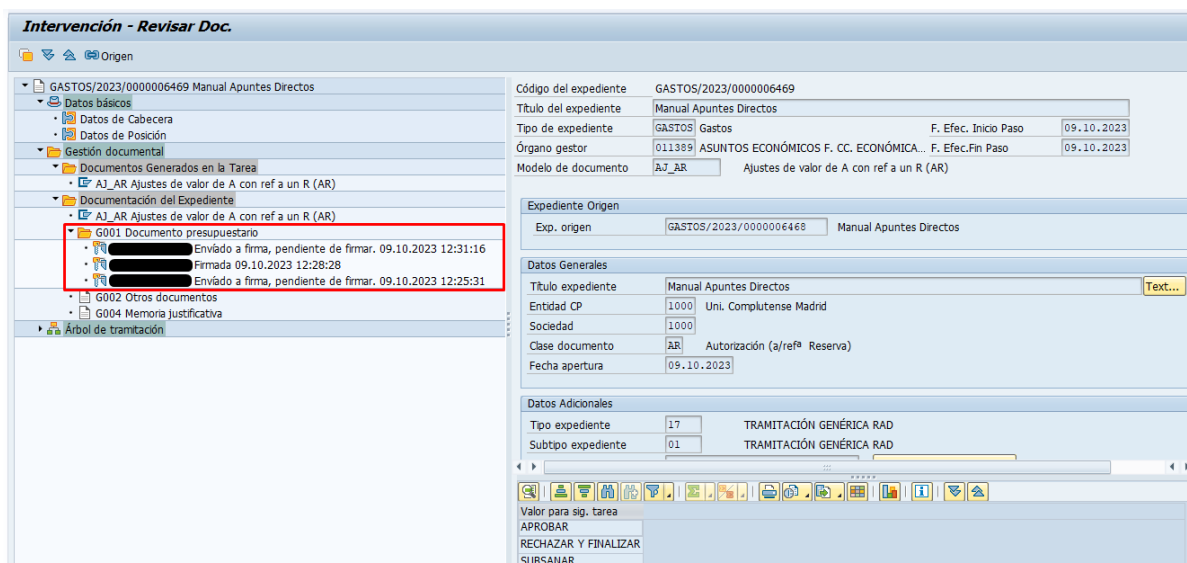 Intervención - Revisar Doc.
Origen
GASTOS/2023/0000006469 Manual Apuntes Directos
Datos básicos
Datos de Cabecera
Datos de Posición
Gestión documental
Documentos Generados en la Tarea
AJ_AR Ajustes de valor de A con ref a un R (AR)
Documentación del Expediente
AJ_AR Ajustes de valor de A con ref a un R (AR)
G001 Documento presupuestario
Envíado a firma, pendiente de firmar. 09.10.2023 12:31:16
Firmada 09.10.2023 12:28:28
Envíado a firma, pendiente de firmar. 09.10.2023 12:25:31
G002 Otros documentos
G004 Memoria justificativa
Árbol de tramitación
Código del expediente GASTOS/2023/0000006469
Título del expediente Manual Apuntes Directos
Tipo de expediente GASTOS Gastos F. Efec. Inicio Paso 09.10.2023
Órgano gestor 011389 ASUNTOS ECONÓMICOS F. CC. ECONÓMICA... F. Efec.Fin Paso 09.10.2023
Modelo de documento AJ_AR Ajustes de valor de A con ref a un R (AR)
Expediente Origen
Exp. origen GASTOS/2023/0000006468 Manual Apuntes Directos
Datos Generales
Título expediente Manual Apuntes Directos Text...
Entidad CP 1000 Uni. Complutense Madrid
Sociedad 1000
Clase documento AR Autorización (a/refª Reserva)
Fecha apertura 09.10.2023
Datos Adicionales
Tipo expediente 17 TRAMITACIÓN GENÉRICA RAD
Subtipo expediente 01 TRAMITACIÓN GENÉRICA RAD
Valor para sig. tarea
APROBAR
RECHAZAR Y FINALIZAR
SUBSANAR